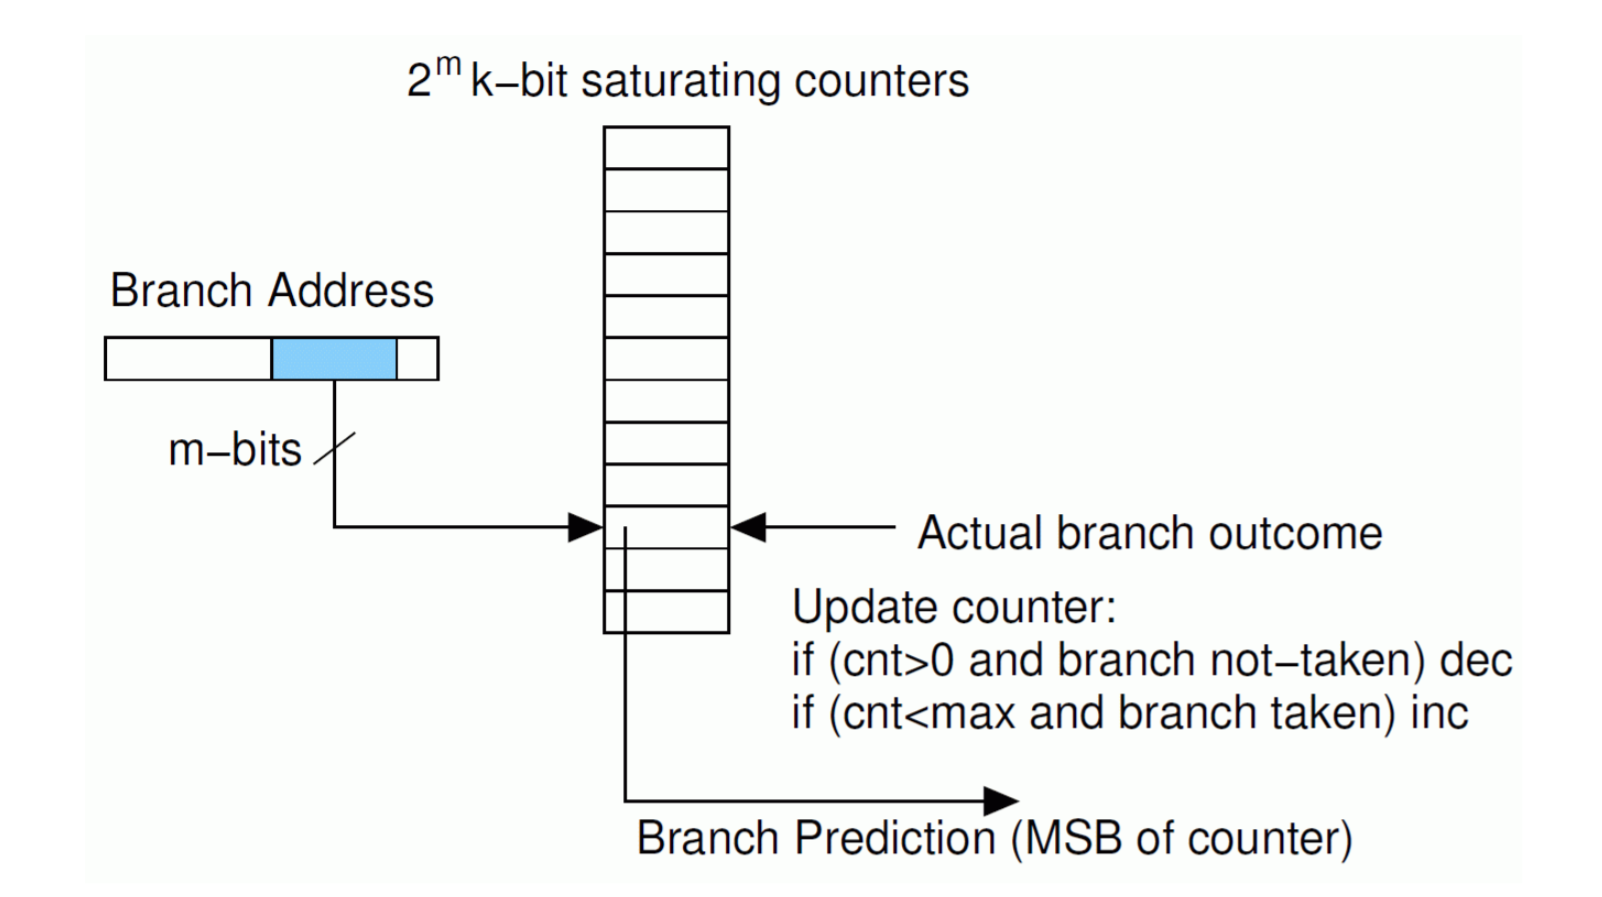 2^m k−bit saturating counters
Branch Address
m−bits
Actual branch outcome
Update counter:
if (cnt>0 and branch not−taken) dec
if (cnt<max and branch taken) inc
Branch Prediction (MSB of counter)